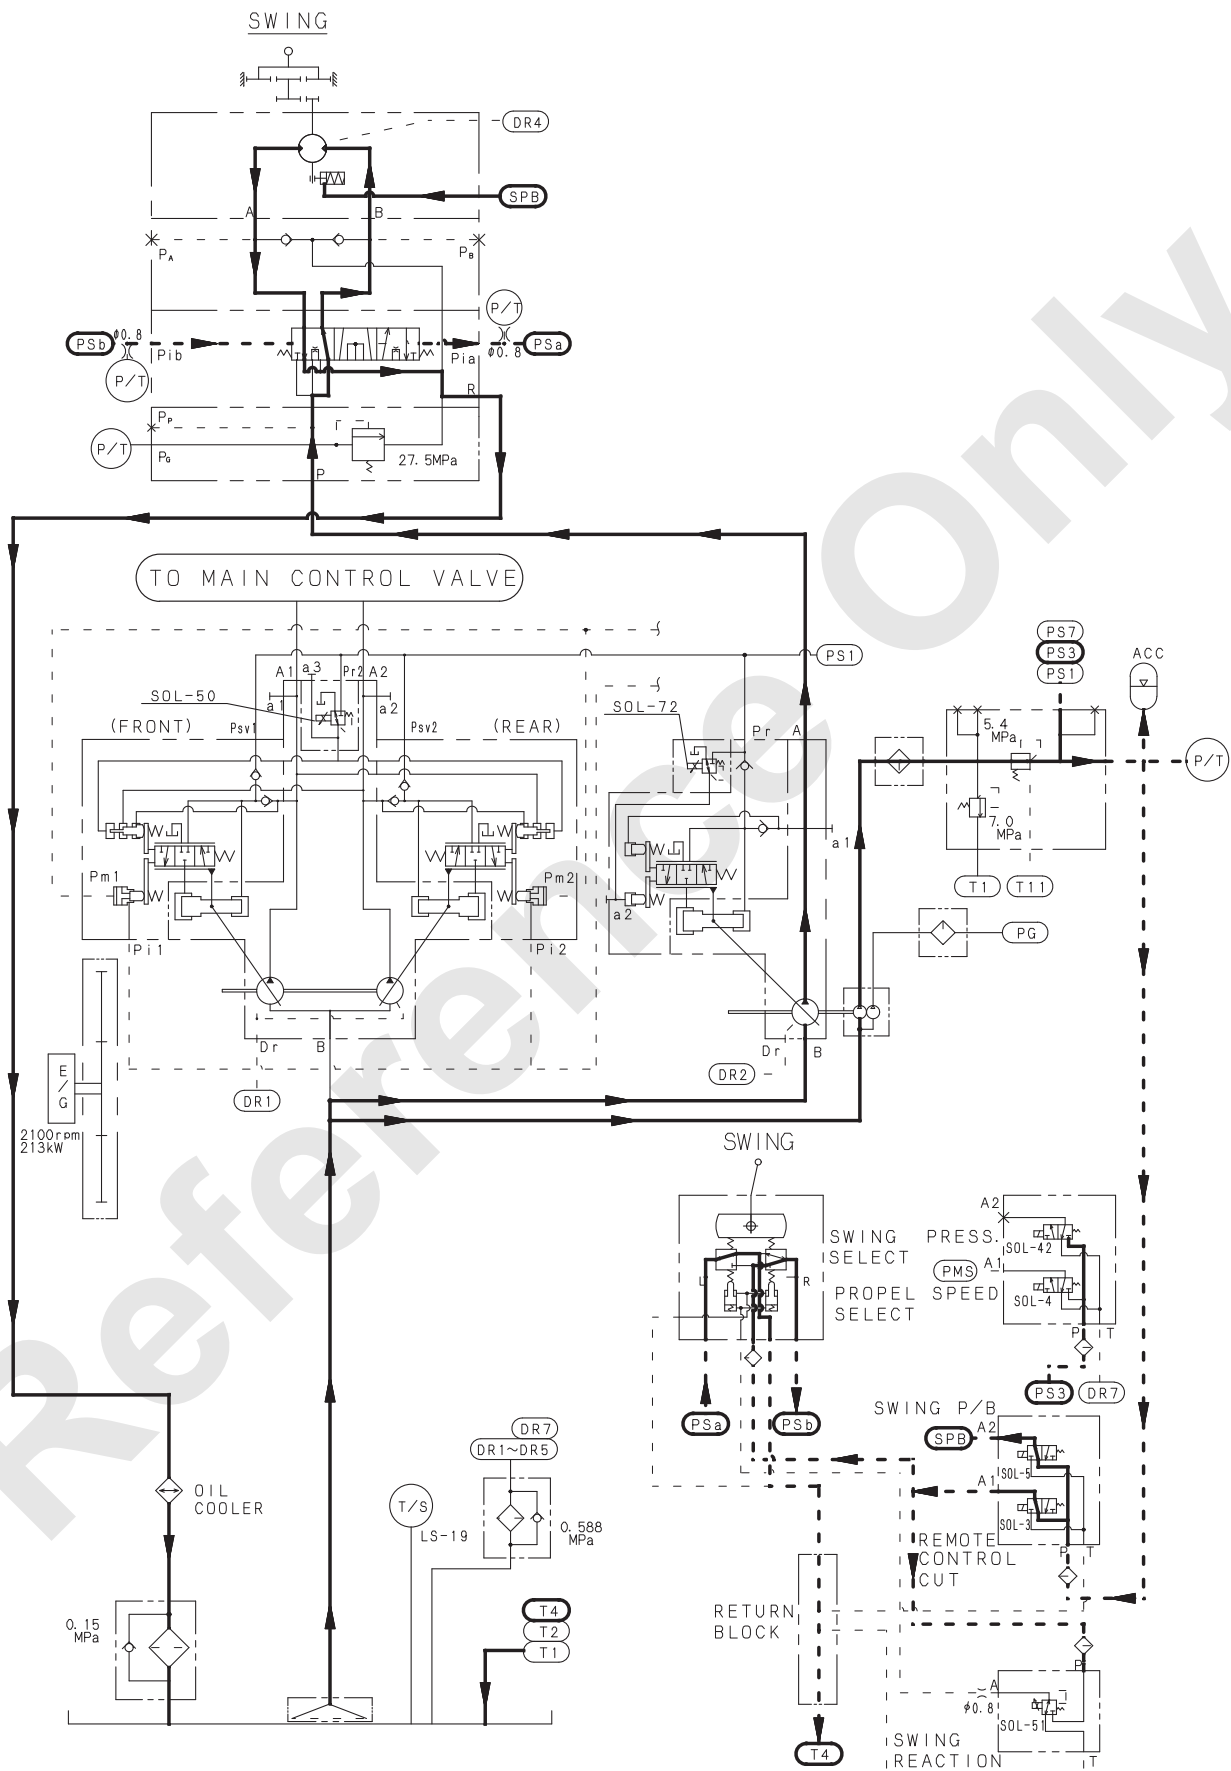 SWING
DR4
SPB
A
B
PA
PB
P/T
PSb
φ0.8
Pib
Pia
φ0.8
PSa
P/T
R
PP
P/T
PG
27.5MPa
P
TO MAIN CONTROL VALVE
PS7
PS3
PS1
ACC
PS1
A1
a3
Pr2
A2
SOL-50
a1
a2
SOL-72
Pr
A
5.4
MPa
(FRONT)
Psv1
Psv2
(REAR)
P/T
7.0
MPa
a1
Pm1
Pm2
T1
T11
a2
Pi1
Pi2
PG
Dr
B
Dr
B
E/G
DR1
DR2
2100rpm
213kW
SWING
A2
SWING
SELECT
PRESS.
SOL-42
A1
PMS
L
R
PROPEL
SELECT
SPEED
SOL-4
P
T
PS3
DR7
PSa
PSb
SWING P/B
A2
SPB
SOL-5
A1
SOL-3
REMOTE
CONTROL
CUT
P
T
OIL
COOLER
T/S
LS-19
DR7
DR1~DR5
0.588
MPa
RETURN
BLOCK
0.15
MPa
T4
T2
T1
P
A
φ0.8
SOL-51
SWING
REACTION
T
T4
Reference Only